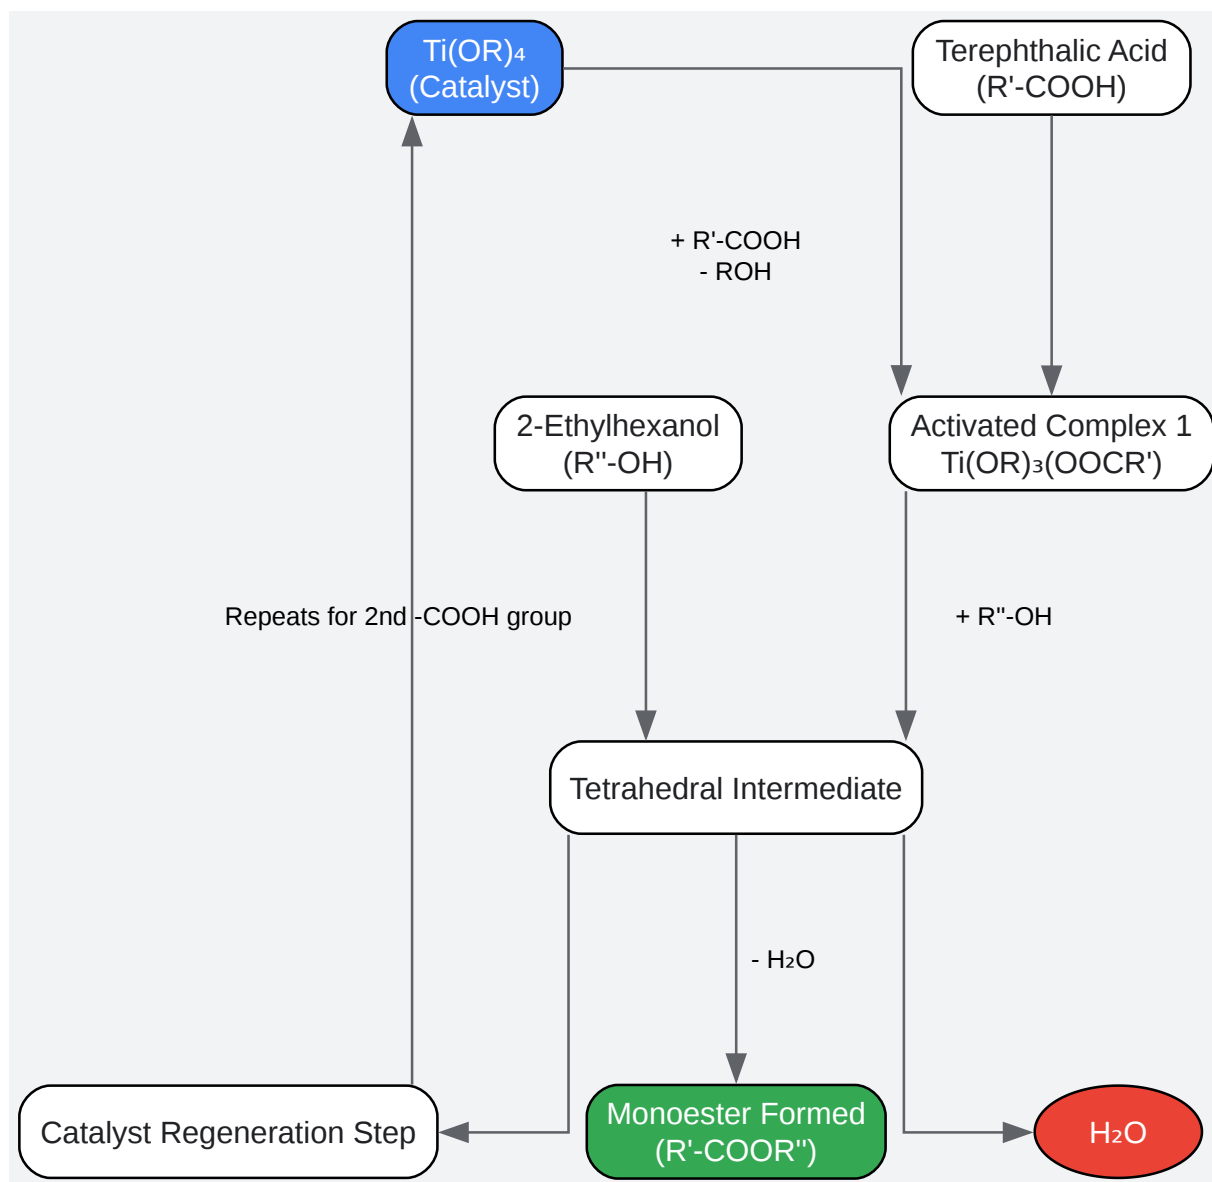 Ti(OR)₄
(Catalyst)
Terephthalic Acid
(R'-COOH)
+ R'-COOH
- ROH
2-Ethylhexanol
(R''-OH)
Activated Complex 1
Ti(OR)₃(OOCR')
Repeats for 2nd -COOH group
+ R''-OH
Tetrahedral Intermediate
- H₂O
Catalyst Regeneration Step
Monoester Formed
(R'-COOR'')
H₂O